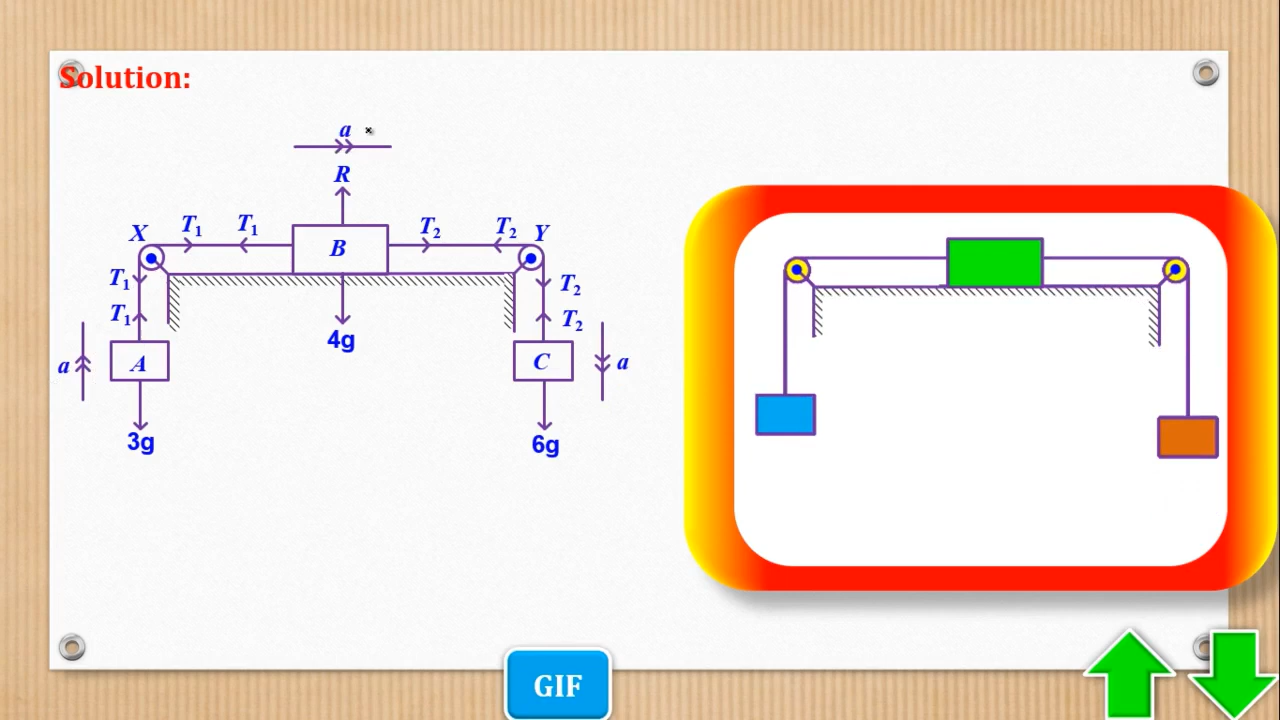 Solution:
a
R
X T₁ T₁ B T₂ T₂ Y
T₁ T₂
T₁ T₂
4g
a A C a
3g 6g
GIF